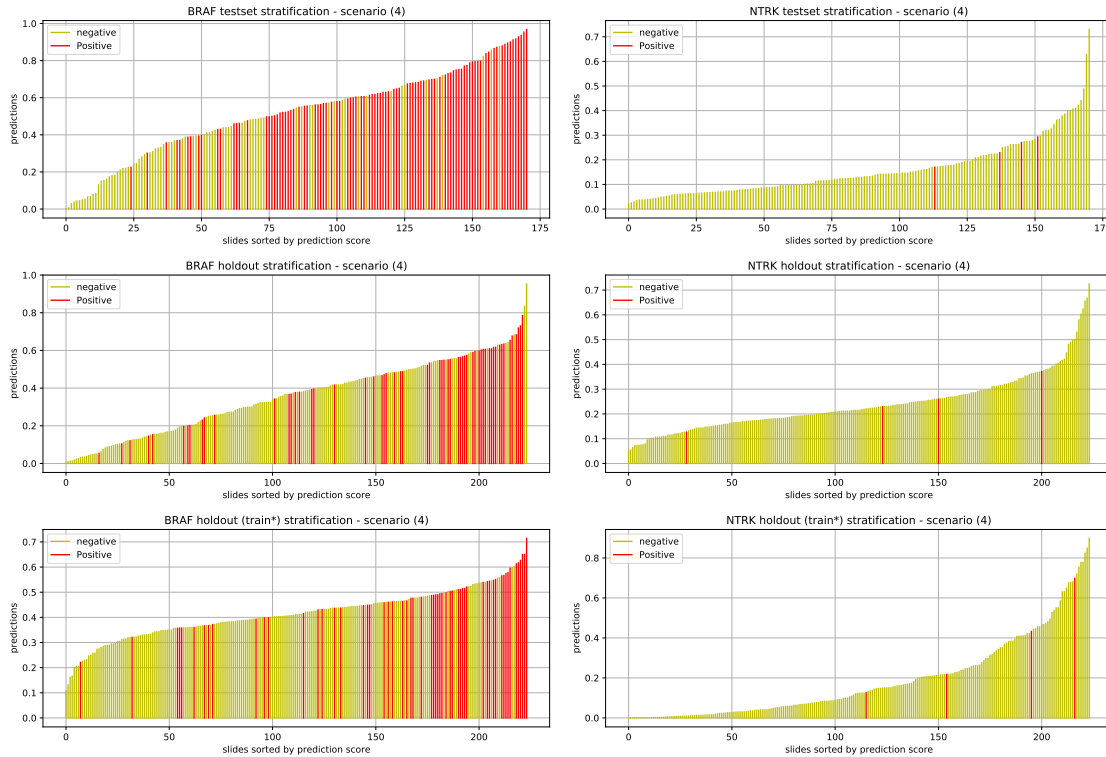 BRAF testset stratification - scenario (4)
negative
Positive
predictions
1.0
0.8
0.6
0.4
0.2
0.0
0 25 50 75 100 125 150 175
slides sorted by prediction score
NTRK testset stratification - scenario (4)
negative
Positive
predictions
0.7
0.6
0.5
0.4
0.3
0.2
0.1
0.0
0 25 50 75 100 125 150 175
slides sorted by prediction score
BRAF holdout stratification - scenario (4)
negative
Positive
predictions
1.0
0.8
0.6
0.4
0.2
0.0
0 50 100 150 200
slides sorted by prediction score
NTRK holdout stratification - scenario (4)
negative
Positive
predictions
0.7
0.6
0.5
0.4
0.3
0.2
0.1
0.0
0 50 100 150 200
slides sorted by prediction score
BRAF holdout (train*) stratification - scenario (4)
negative
Positive
predictions
0.7
0.6
0.5
0.4
0.3
0.2
0.1
0.0
0 50 100 150 200
slides sorted by prediction score
NTRK holdout (train*) stratification - scenario (4)
negative
Positive
predictions
0.8
0.6
0.4
0.2
0.0
0 50 100 150 200
slides sorted by prediction score